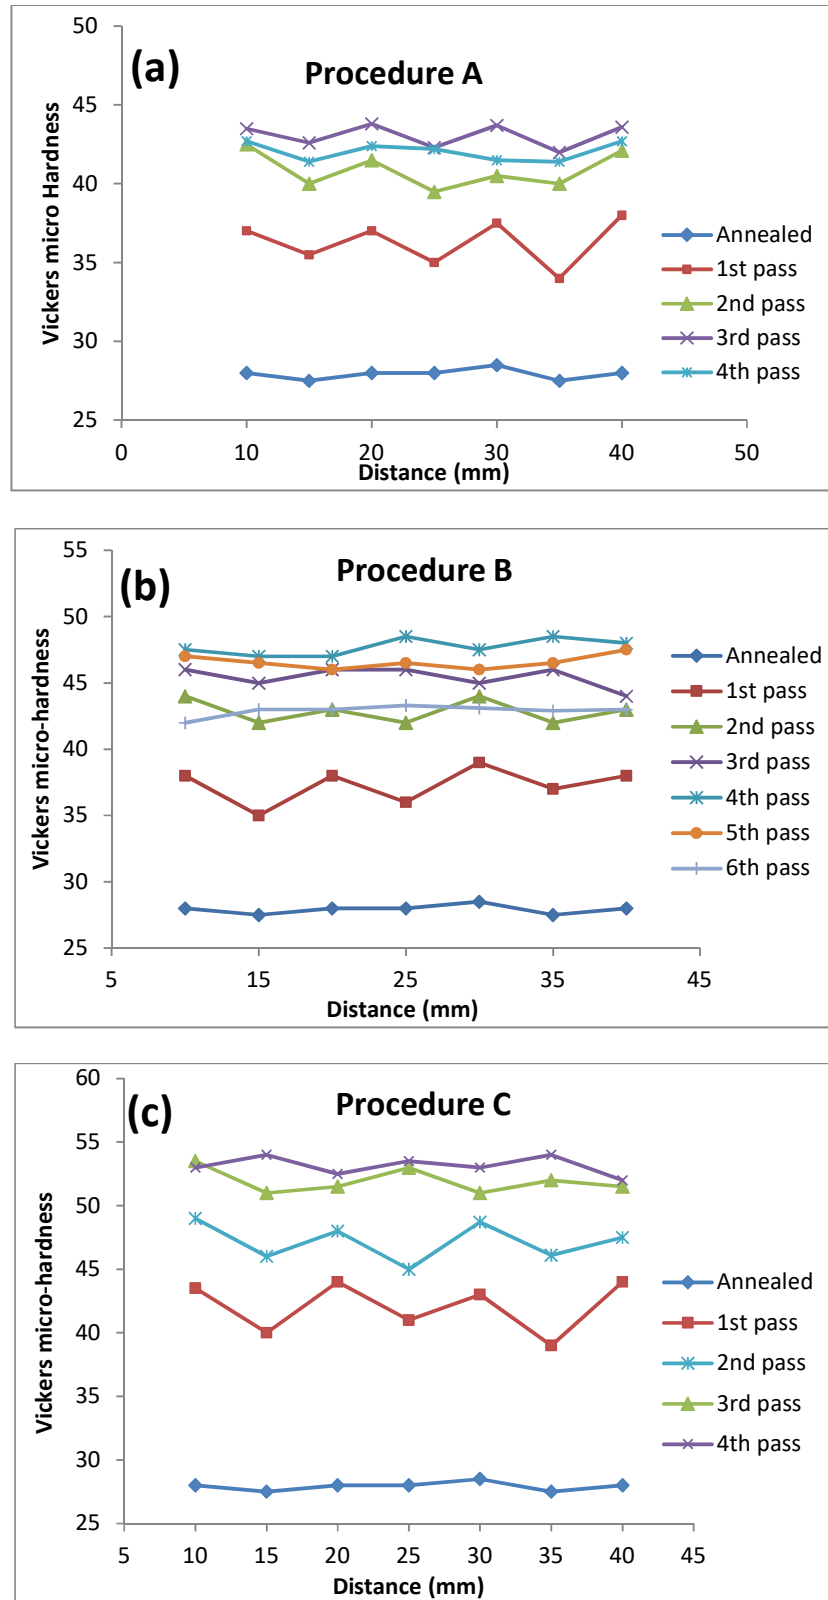 (a)
Procedure A
Vickers micro Hardness
50
45
40
35
30
25
0
10
20
30
40
50
Distance (mm)
Annealed
1st pass
2nd pass
3rd pass
4th pass
(b)
Procedure B
Vickers micro-hardness
55
50
45
40
35
30
25
5
15
25
35
45
Distance (mm)
Annealed
1st pass
2nd pass
3rd pass
4th pass
5th pass
6th pass
(c)
Procedure C
Vickers micro-hardness
60
55
50
45
40
35
30
25
5
10
15
20
25
30
35
40
45
Distance (mm)
Annealed
1st pass
2nd pass
3rd pass
4th pass